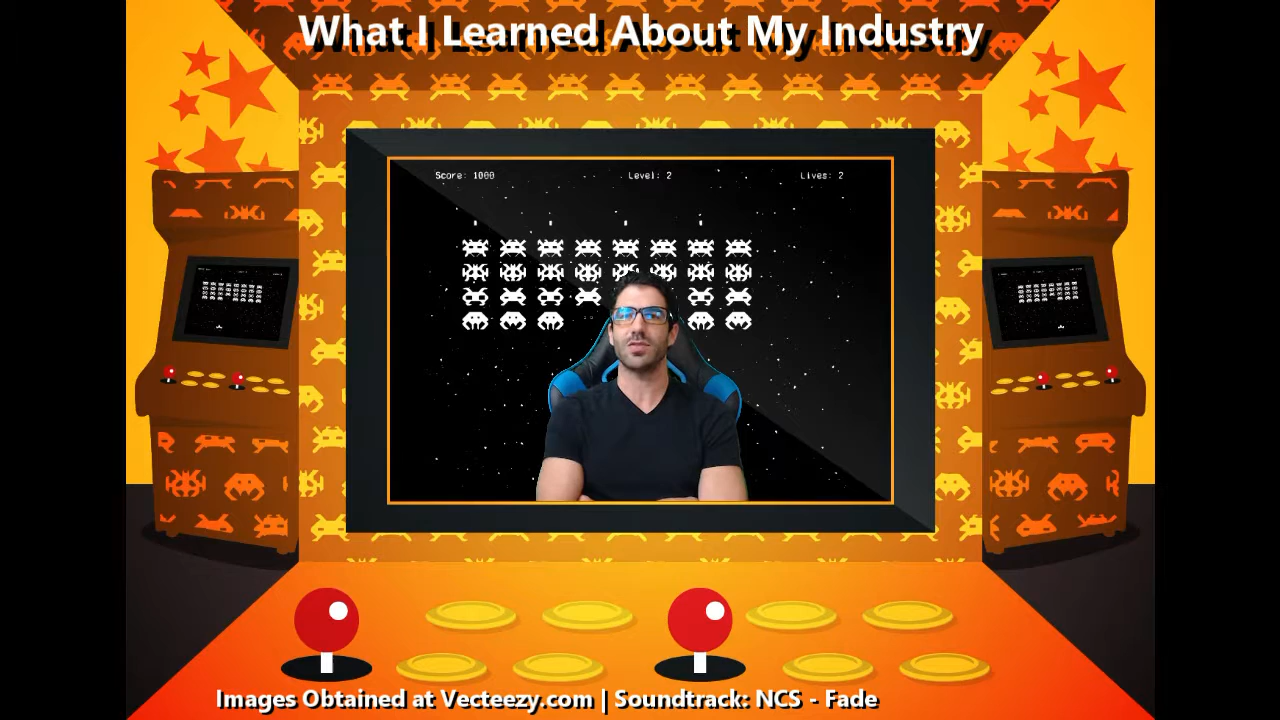 What I Learned About My Industry
Score: 1000 Level: 2 Lives: 2
Images Obtained at Vecteezy.com | Soundtrack: NCS - Fade